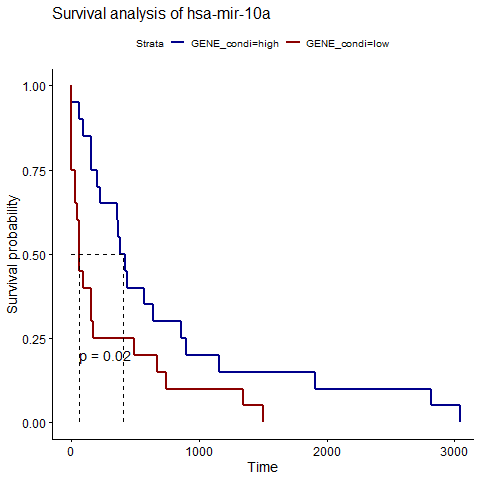 Survival analysis of hsa-mir-10a
Strata GENE_condi=high GENE_condi=low
1.00
0.75
0.50
0.25
0.00
Survival probability
p = 0.02
0 1000 2000 3000
Time